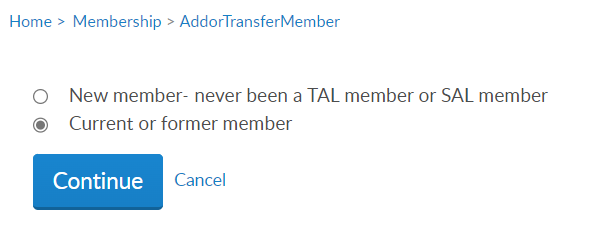 Home > Membership > AddorTransferMember
New member- never been a TAL member or SAL member
Current or former member
Continue Cancel